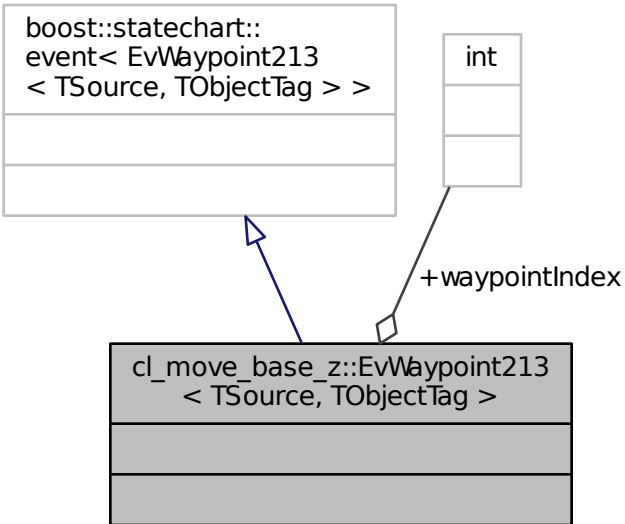 boost::statechart::
event< EvWaypoint213
< TSource, TObjectTag > >
int
+waypointIndex
cl_move_base_z::EvWaypoint213
< TSource, TObjectTag >